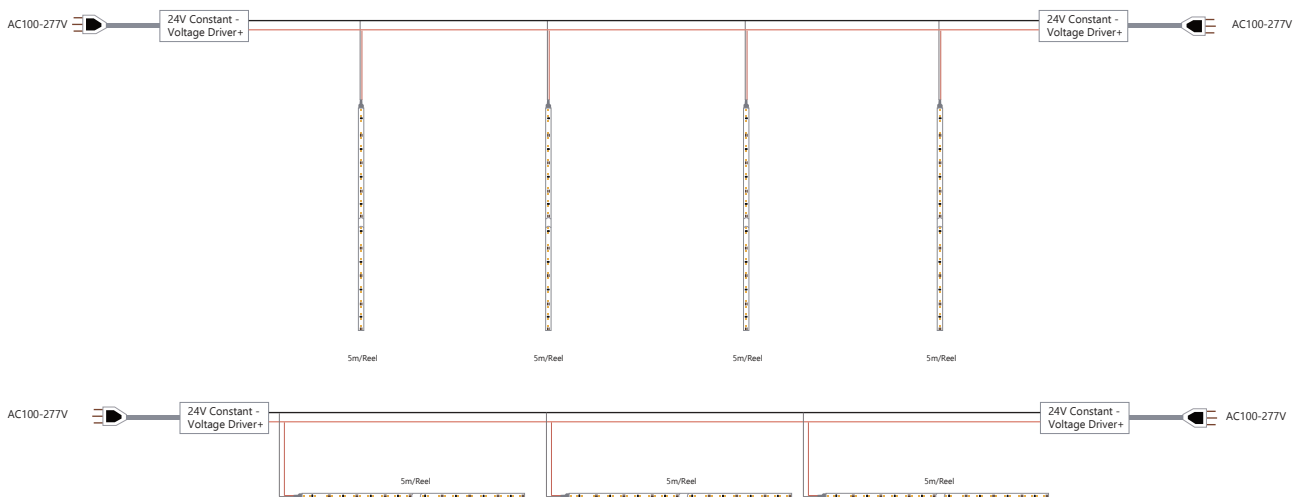 AC100-277V
24V Constant -
Voltage Driver+
24V Constant -
Voltage Driver+
AC100-277V
5m/Reel
5m/Reel
5m/Reel
5m/Reel
AC100-277V
24V Constant -
Voltage Driver+
24V Constant -
Voltage Driver+
AC100-277V
5m/Reel
5m/Reel
5m/Reel